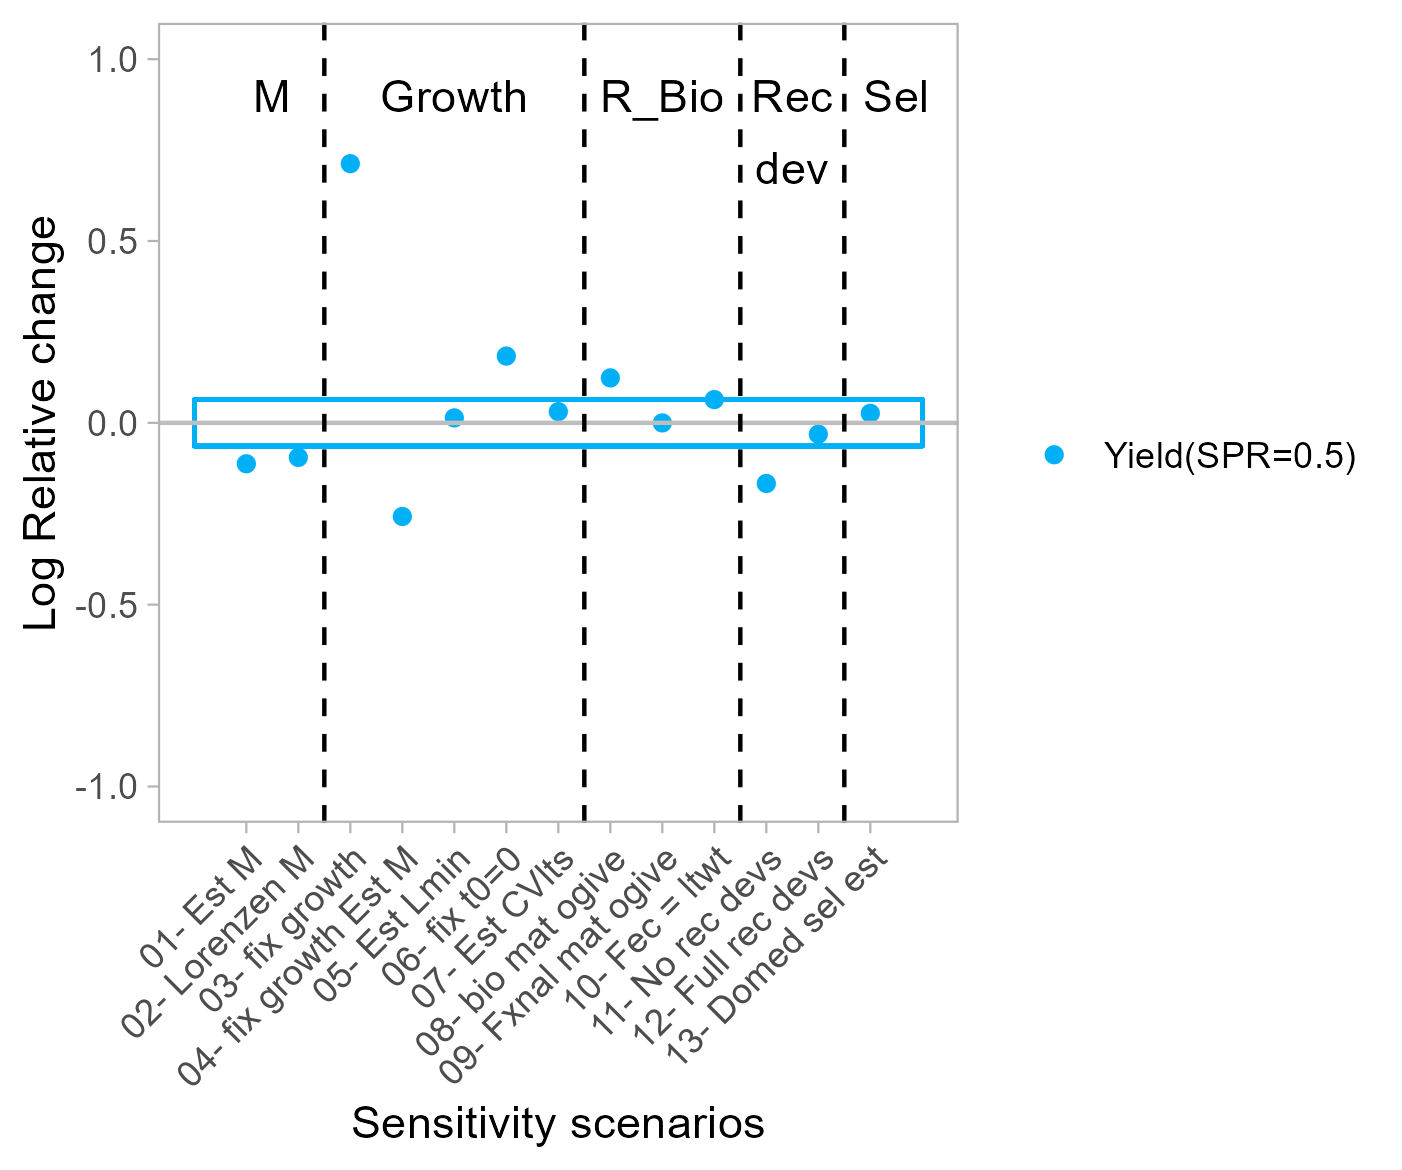 M
Growth
R_Bio
Rec
dev
Sel
1.0
0.5
0.0
-0.5
-1.0
Log Relative change
01- Est M
02- Lorenzen M
03- fix growth
04- fix growth Est M
05- Est Lmin
06- fix t0=0
07- Est CVlts
08- bio mat ogive
09- Fxnal mat ogive
10- Fec = ltwt
11- No rec devs
12- Full rec devs
13- Domed sel est
Sensitivity scenarios
Yield(SPR=0.5)